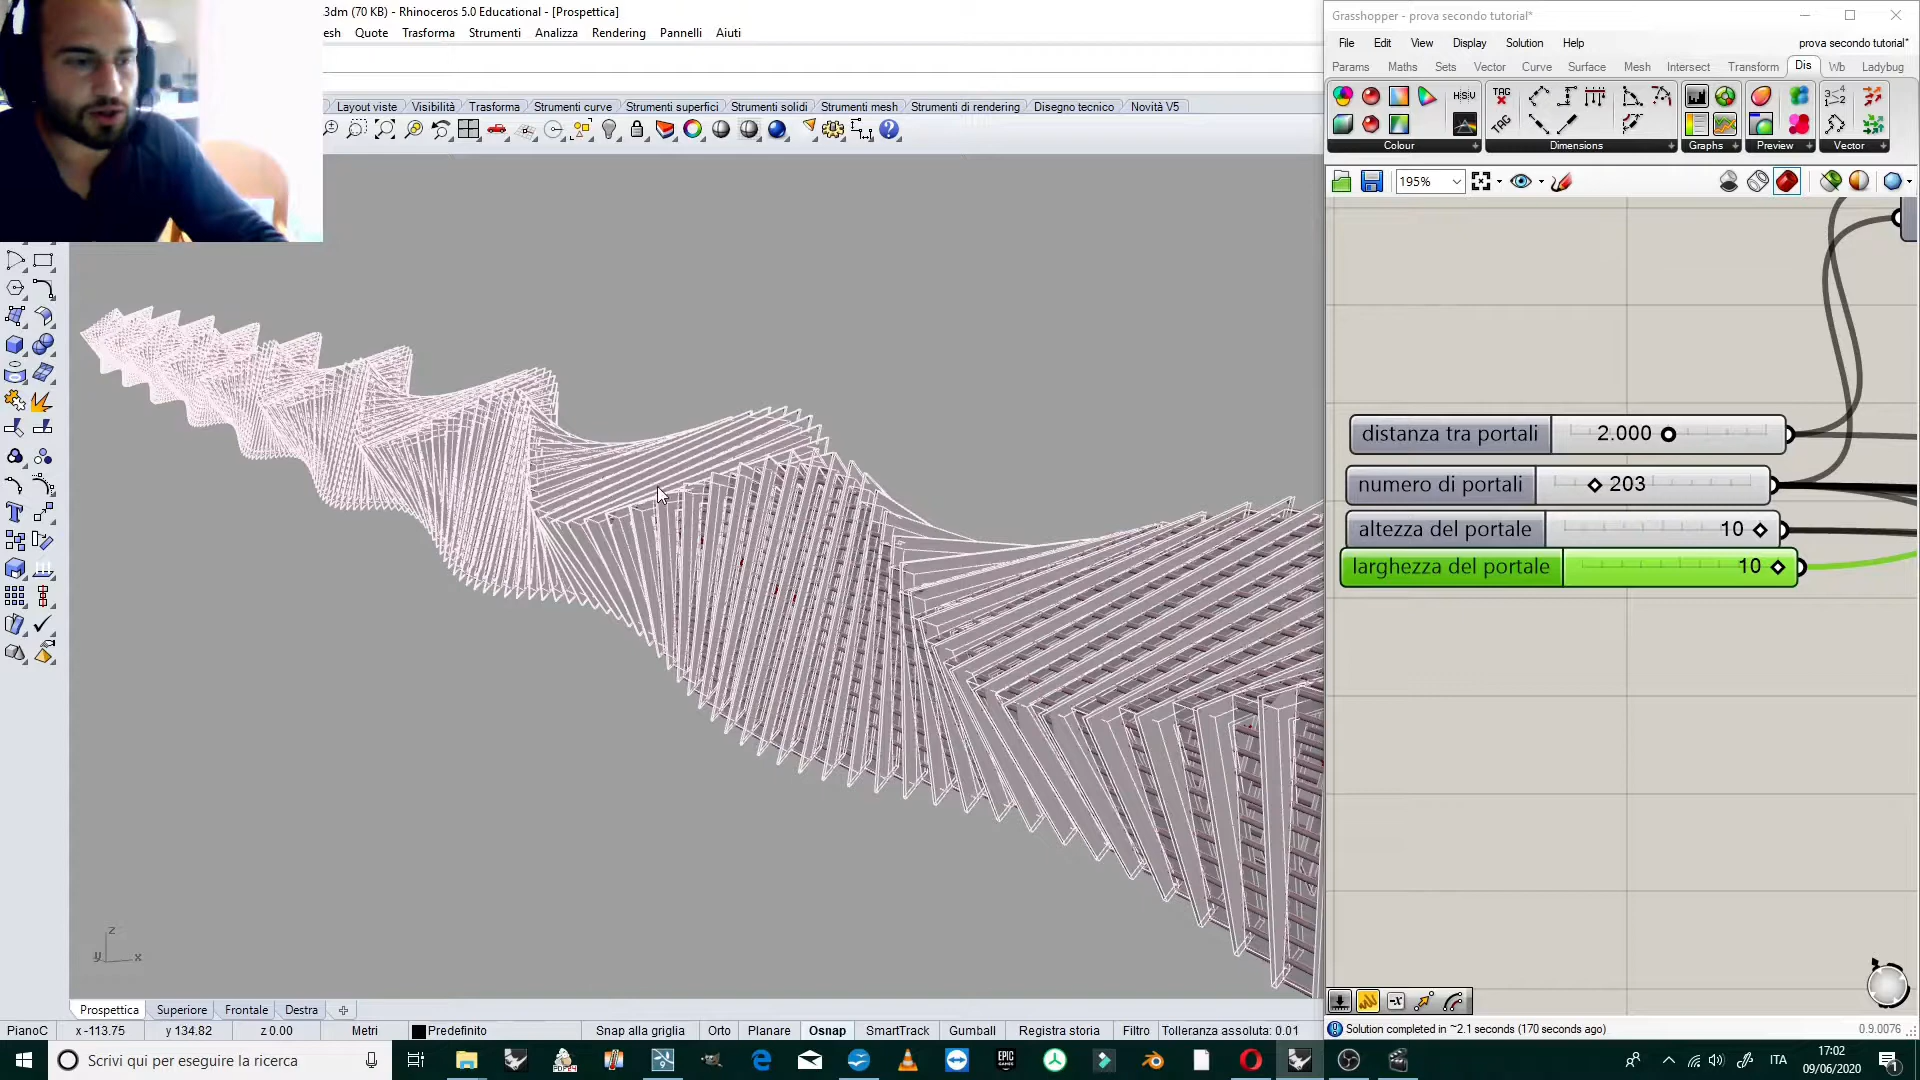 3dm (70 KB) - Rhinoceros 5.0 Educational - [Prospettica]
esh Quote Trasforma Strumenti Analizza Rendering Pannelli Aiuti
Layout viste Visibilità Trasforma Strumenti curve Strumenti superfici Strumenti solidi Strumenti mesh Strumenti di rendering Disegno tecnico Novità V5
z
y x
Prospettica Superiore Frontale Destra
PianoC x -113.75 y 134.82 z 0.00 Metri Predefinito Snap alla griglia Orto Planare Osnap SmartTrack Gumball Registra storia Filtro Tolleranza assoluta: 0.01
Grasshopper - prova secondo tutorial*
File Edit View Display Solution Help prova secondo tutorial*
Params Maths Sets Vector Curve Surface Mesh Intersect Transform Dis Wb Ladybug
H:S:V
TAG
TAG
Colour Dimensions Graphs Preview Vector
195%
distanza tra portali 2.000
numero di portali 203
altezza del portale 10
larghezza del portale 10
Solution completed in ~2.1 seconds (170 seconds ago) 0.9.0076
Scrivi qui per eseguire la ricerca
EPIC GAMES
ITA
17:02
09/06/2020
1